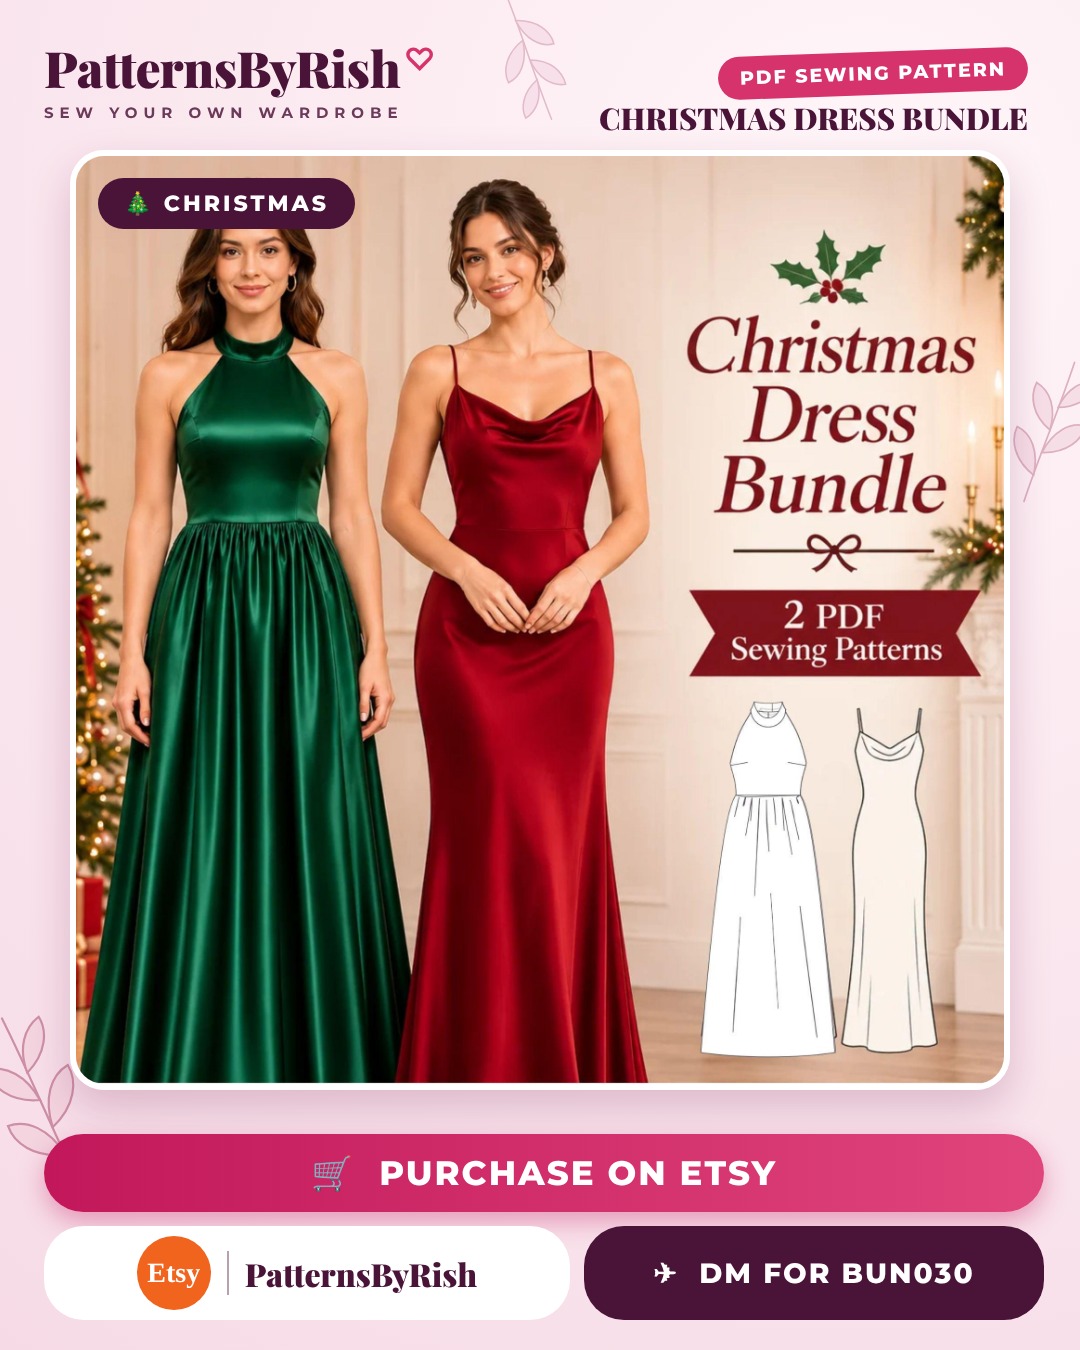 PatternsByRish
SEW YOUR OWN WARDROBE
PDF SEWING PATTERN
CHRISTMAS DRESS BUNDLE
CHRISTMAS
Christmas
Dress
Bundle
2 PDF
Sewing Patterns
PURCHASE ON ETSY
Etsy
PatternsByRish
DM FOR BUN030